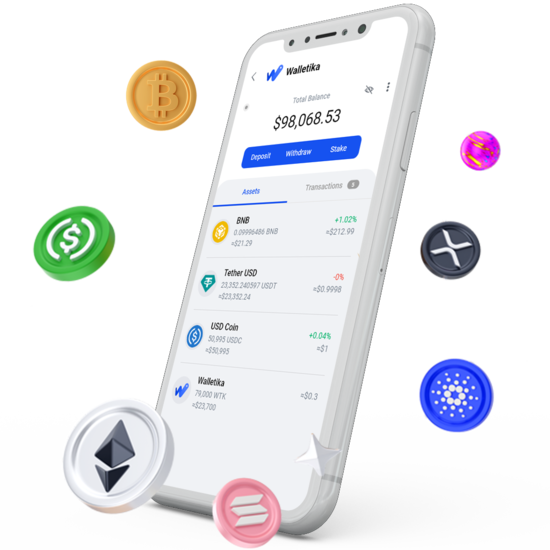 Walletika
Total Balance
$98,068.53
Deposit Withdraw Stake
Assets Transactions 5
BNB
+1.02%
0.09996486 BNB
≈$212.99
≈$21.29
Tether USD
-0%
23,352.240597 USDT
≈$0.9998
≈$23,352.24
USD Coin
+0.04%
50,995 USDC
≈$1
≈$50,995
Walletika
79,000 WTK
≈$0.3
≈$23,700